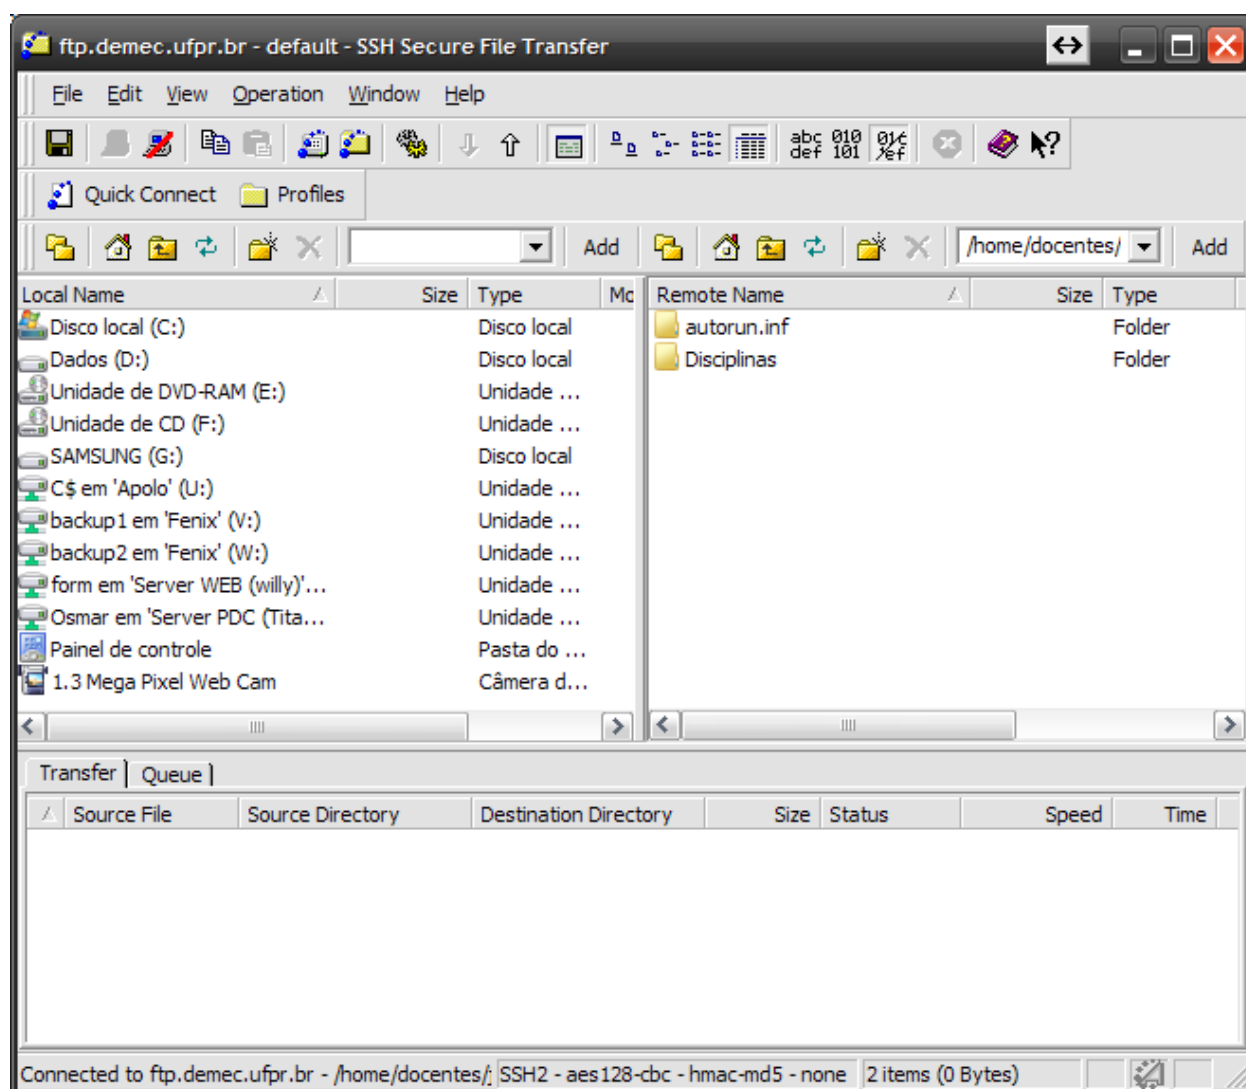 ftp.demec.ufpr.br - default - SSH Secure File Transfer
File Edit View Operation Window Help
abc def 010 101
Quick Connect Profiles
Add /home/docentes/ Add
Local Name Size Type Mo Remote Name Size Type
Disco local (C:) Disco local autorun.inf Folder
Dados (D:) Disco local Disciplinas Folder
Unidade de DVD-RAM (E:) Unidade ...
Unidade de CD (F:) Unidade ...
SAMSUNG (G:) Disco local
C$ em 'Apolo' (U:) Unidade ...
backup1 em 'Fenix' (V:) Unidade ...
backup2 em 'Fenix' (W:) Unidade ...
form em 'Server WEB (willy)'... Unidade ...
Osmar em 'Server PDC (Tita... Unidade ...
Painel de controle Pasta do ...
1.3 Mega Pixel Web Cam Câmera d...
Transfer Queue
Source File Source Directory Destination Directory Size Status Speed Time
Connected to ftp.demec.ufpr.br - /home/docentes/ SSH2 - aes128-cbc - hmac-md5 - none 2 items (0 Bytes)